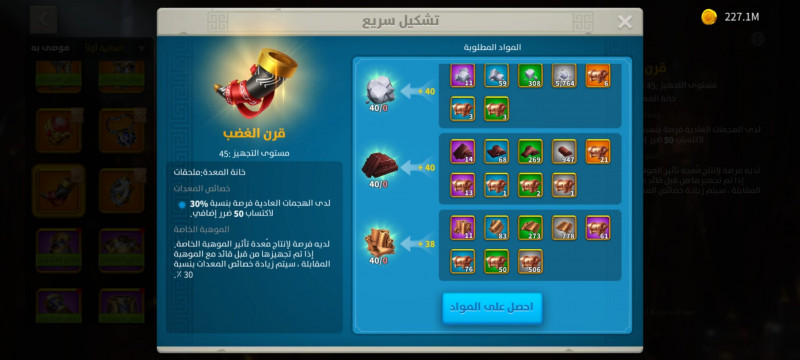 227.1M
تشكيل سريع
قرن الغضب
مستوى التجهيز :45
خانة المعدة:ملحقات
خصائص المعدات
لدى الهجمات العادية فرصة بنسبة 30%
لاكتساب 50 ضرر إضافي.
الموهبة الخاصة
لديه فرصة لإنتاج مُعدة تأثير الموهبة الخاصة.
إذا تم تجهيزها من قبل قائد مع الموهبة
المقابلة ، سيتم زيادة خصائص المعدات بنسبة
30 ٪.
المواد المطلوبة
40/0
+ 40
11
59
308
5,764
6
3
3
40/0
+ 40
14
68
269
947
21
13
1
2
1
40/0
+ 38
11
83
273
778
61
76
50
506
احصل على المواد